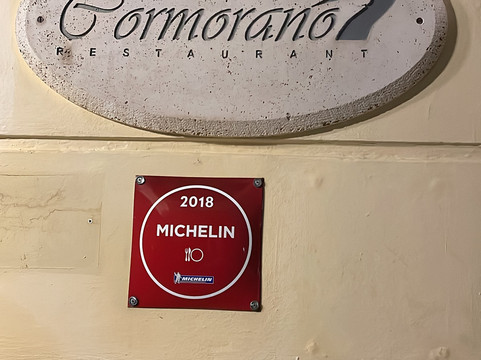 Cormorano
RESTAURANT
2018
MICHELIN
MICHELIN